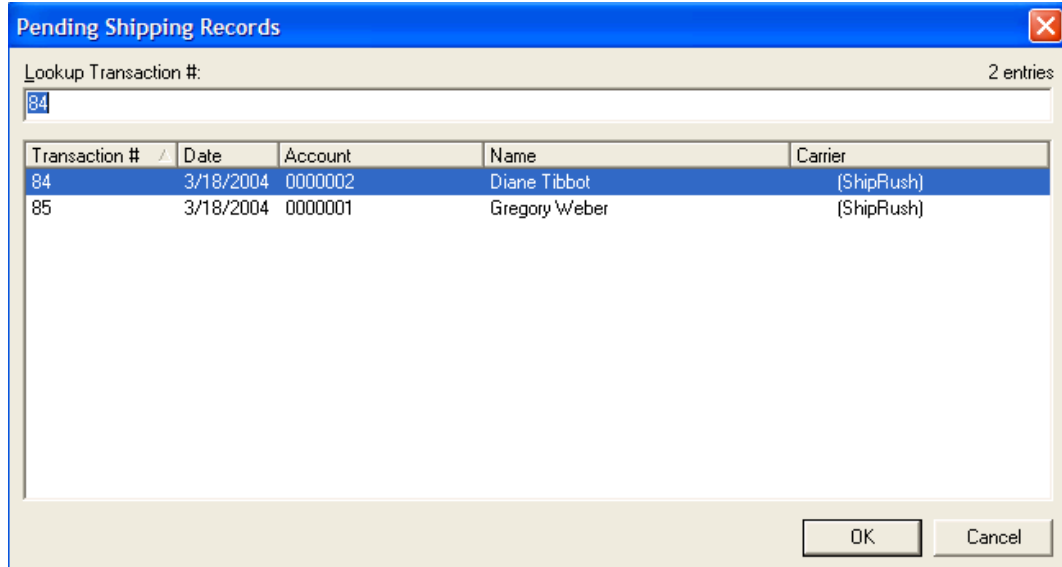 Pending Shipping Records
Lookup Transaction #: 2 entries
84
Transaction # Date Account Name Carrier
84 3/18/2004 0000002 Diane Tibbot (ShipRush)
85 3/18/2004 0000001 Gregory Weber (ShipRush)
OK Cancel